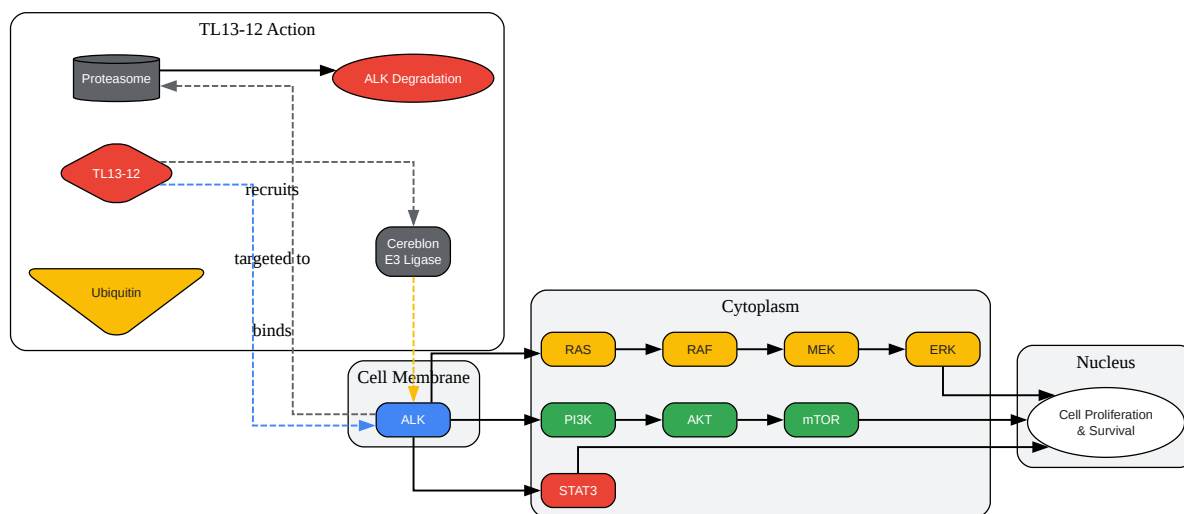 TL13-12 Action
Proteasome
ALK Degradation
TL13-12
recruits
Cereblon
E3 Ligase
targeted to
Ubiquitin
binds
Cytoplasm
RAS
RAF
MEK
ERK
Cell Membrane
ALK
PI3K
AKT
mTOR
STAT3
Nucleus
Cell Proliferation
& Survival